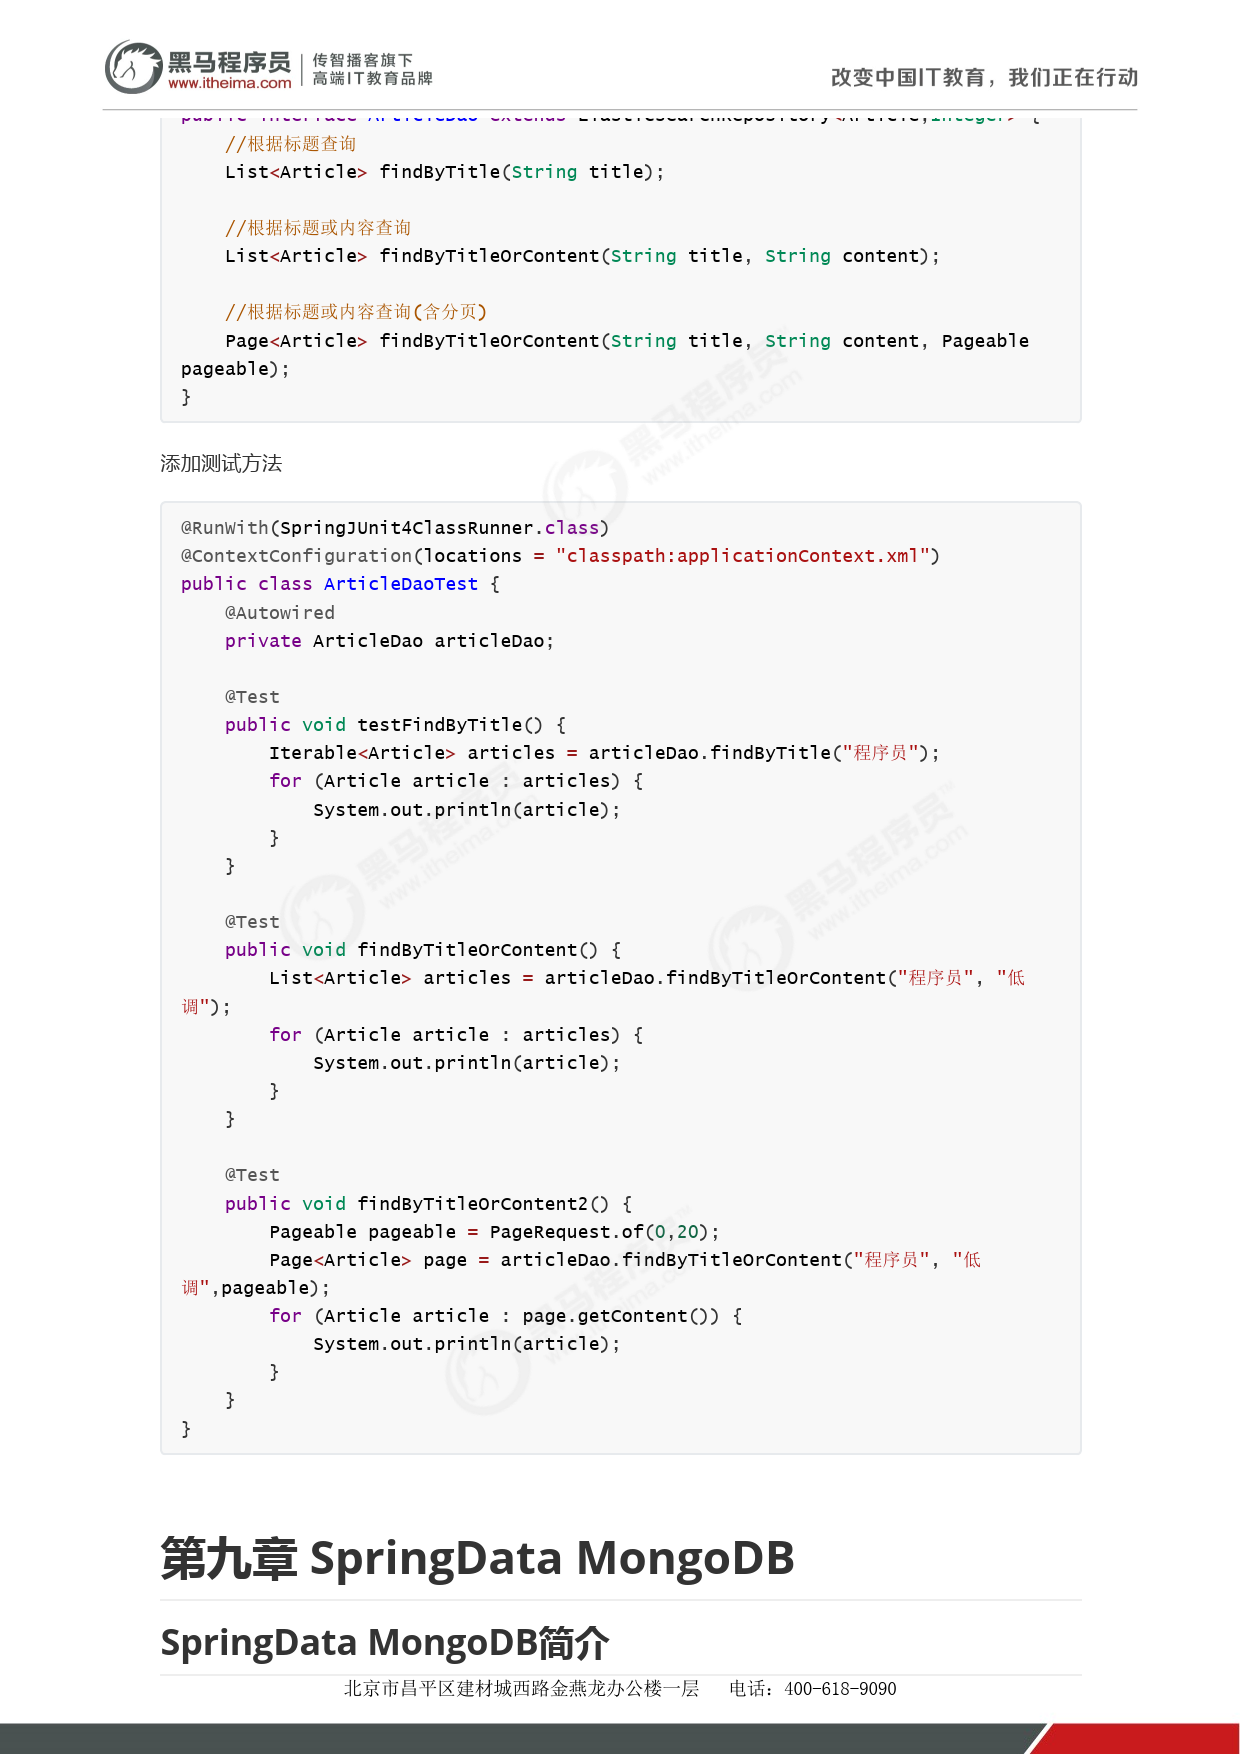 黑马程序员
www.itheima.com
传智播客旗下
高端IT教育品牌
改变中国IT教育，我们正在行动
public interface ArticleDao extends ElasticsearchRepository<Article,Integer> {
    //根据标题查询
    List<Article> findByTitle(String title);

    //根据标题或内容查询
    List<Article> findByTitleOrContent(String title, String content);

    //根据标题或内容查询(含分页)
    Page<Article> findByTitleOrContent(String title, String content, Pageable
pageable);
}
添加测试方法
@RunWith(SpringJUnit4ClassRunner.class)
@ContextConfiguration(locations = "classpath:applicationContext.xml")
public class ArticleDaoTest {
    @Autowired
    private ArticleDao articleDao;

    @Test
    public void testFindByTitle() {
        Iterable<Article> articles = articleDao.findByTitle("程序员");
        for (Article article : articles) {
            System.out.println(article);
        }
    }

    @Test
    public void findByTitleOrContent() {
        List<Article> articles = articleDao.findByTitleOrContent("程序员", "低
调");
        for (Article article : articles) {
            System.out.println(article);
        }
    }

    @Test
    public void findByTitleOrContent2() {
        Pageable pageable = PageRequest.of(0,20);
        Page<Article> page = articleDao.findByTitleOrContent("程序员", "低
调",pageable);
        for (Article article : page.getContent()) {
            System.out.println(article);
        }
    }
}
第九章 SpringData MongoDB
SpringData MongoDB简介
北京市昌平区建材城西路金燕龙办公楼一层 电话：400-618-9090